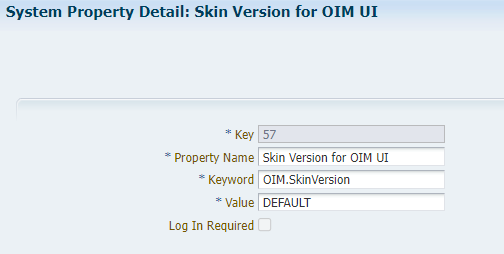 System Property Detail: Skin Version for OIM UI
* Key 57
* Property Name Skin Version for OIM UI
* Keyword OIM.SkinVersion
* Value DEFAULT
Log In Required